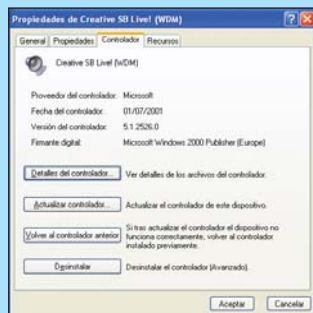 Propiedades de Creative SB Live! (WDM)
General Propiedades Controlador Recursos
Creative SB Live! (WDM)
Proveedor del controlador: Microsoft
Fecha del controlador: 01/07/2001
Versión del controlador: 5.1.2526.0
Firmante digital: Microsoft Windows 2000 Publisher (Europe)
Detalles del controlador... Ver detalles de los archivos del controlador.
Actualizar controlador... Actualizar el controlador de este dispositivo.
Volver al controlador anterior Si tras actualizar el controlador el dispositivo no
funciona correctamente, volver al controlador
instalado previamente.
Desinstalar Desinstalar el controlador (Avanzado).
Aceptar Cancelar